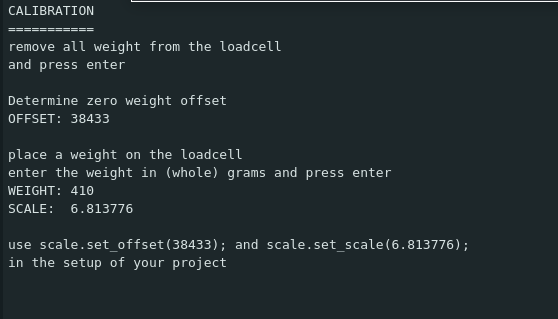 CALIBRATION
===========
remove all weight from the loadcell
and press enter

Determine zero weight offset
OFFSET: 38433

place a weight on the loadcell
enter the weight in (whole) grams and press enter
WEIGHT: 410
SCALE:  6.813776

use scale.set_offset(38433); and scale.set_scale(6.813776);
in the setup of your project